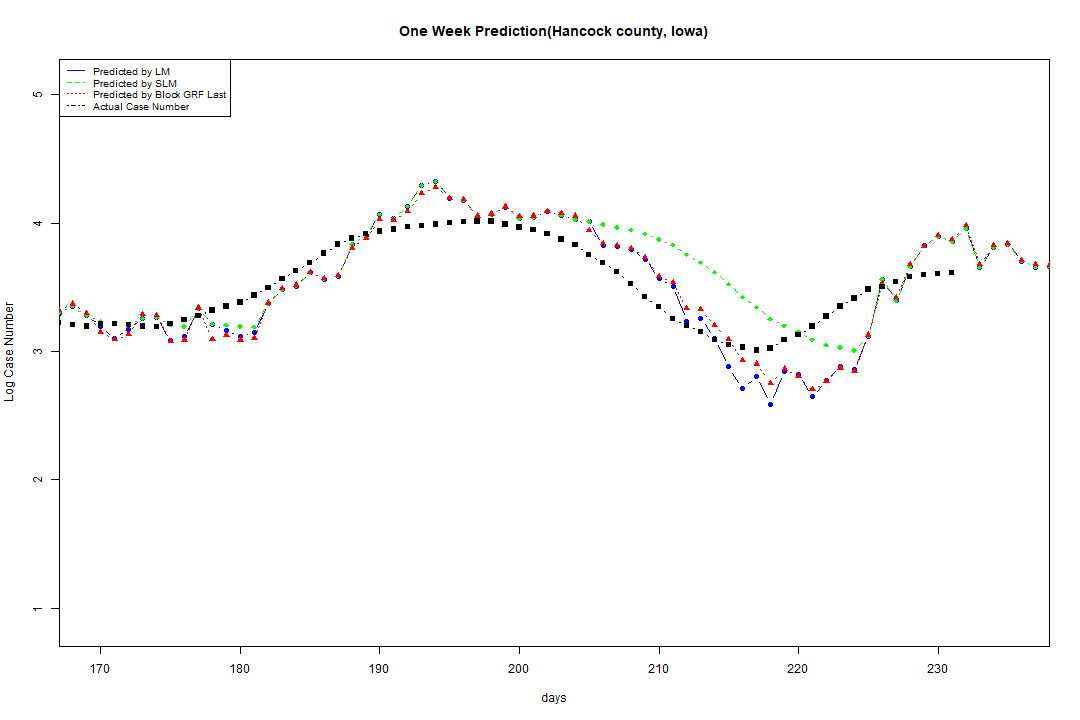 One Week Prediction(Hancock county, Iowa)
Predicted by LM
Predicted by SLM
Predicted by Block GRF Last
Actual Case Number
5
4
3
2
1
Log Case Number
170 180 190 200 210 220 230
days